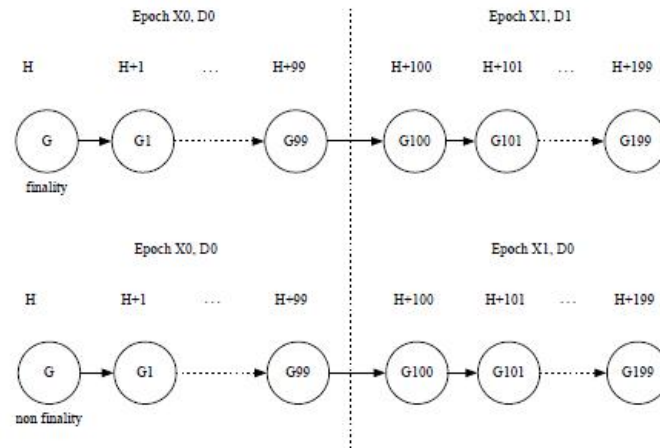 Epoch X0, D0 Epoch X1, D1
H H+1 ... H+99 H+100 H+101 ... H+199
G G1 G99 G100 G101 G199
finality
Epoch X0, D0 Epoch X1, D0
H H+1 ... H+99 H+100 H+101 ... H+199
G G1 G99 G100 G101 G199
non finality